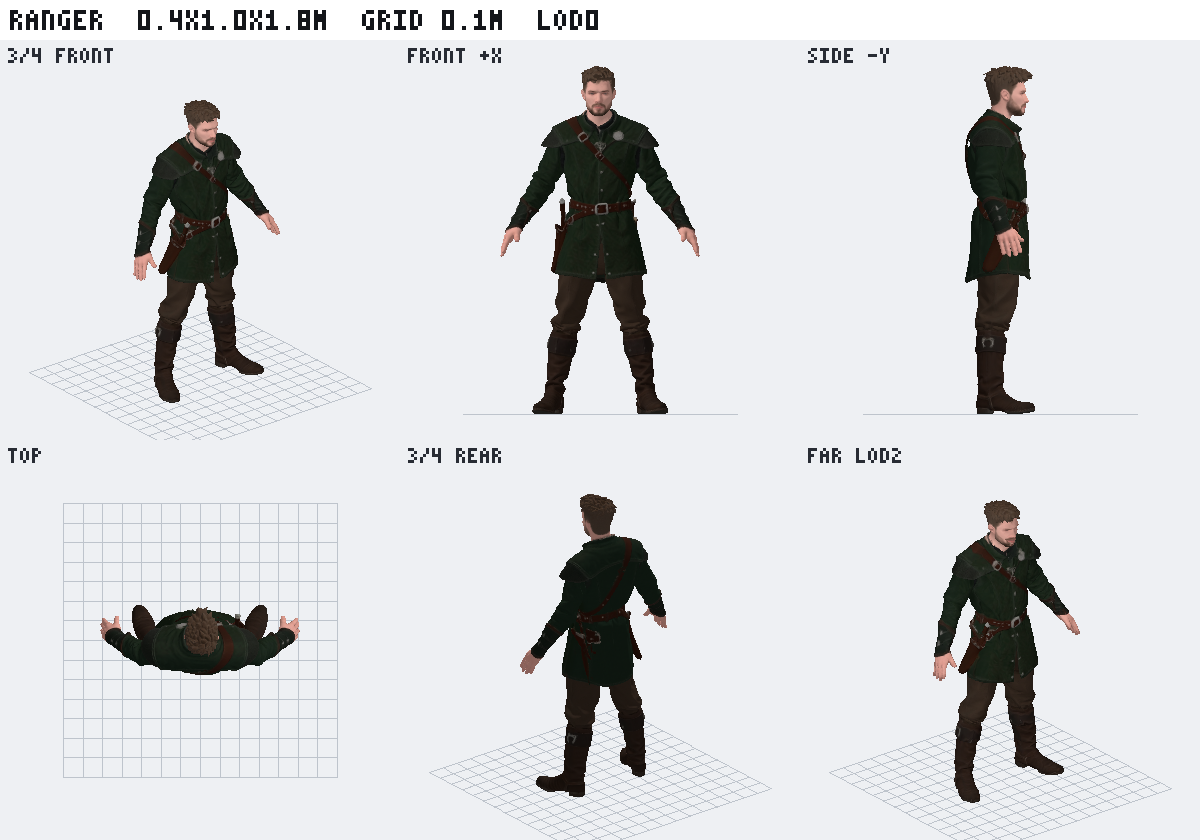 RANGER 0.4X1.0X1.8M GRID 0.1M LOD0
3/4 FRONT
FRONT +X
SIDE -Y
TOP
3/4 REAR
FAR LOD2